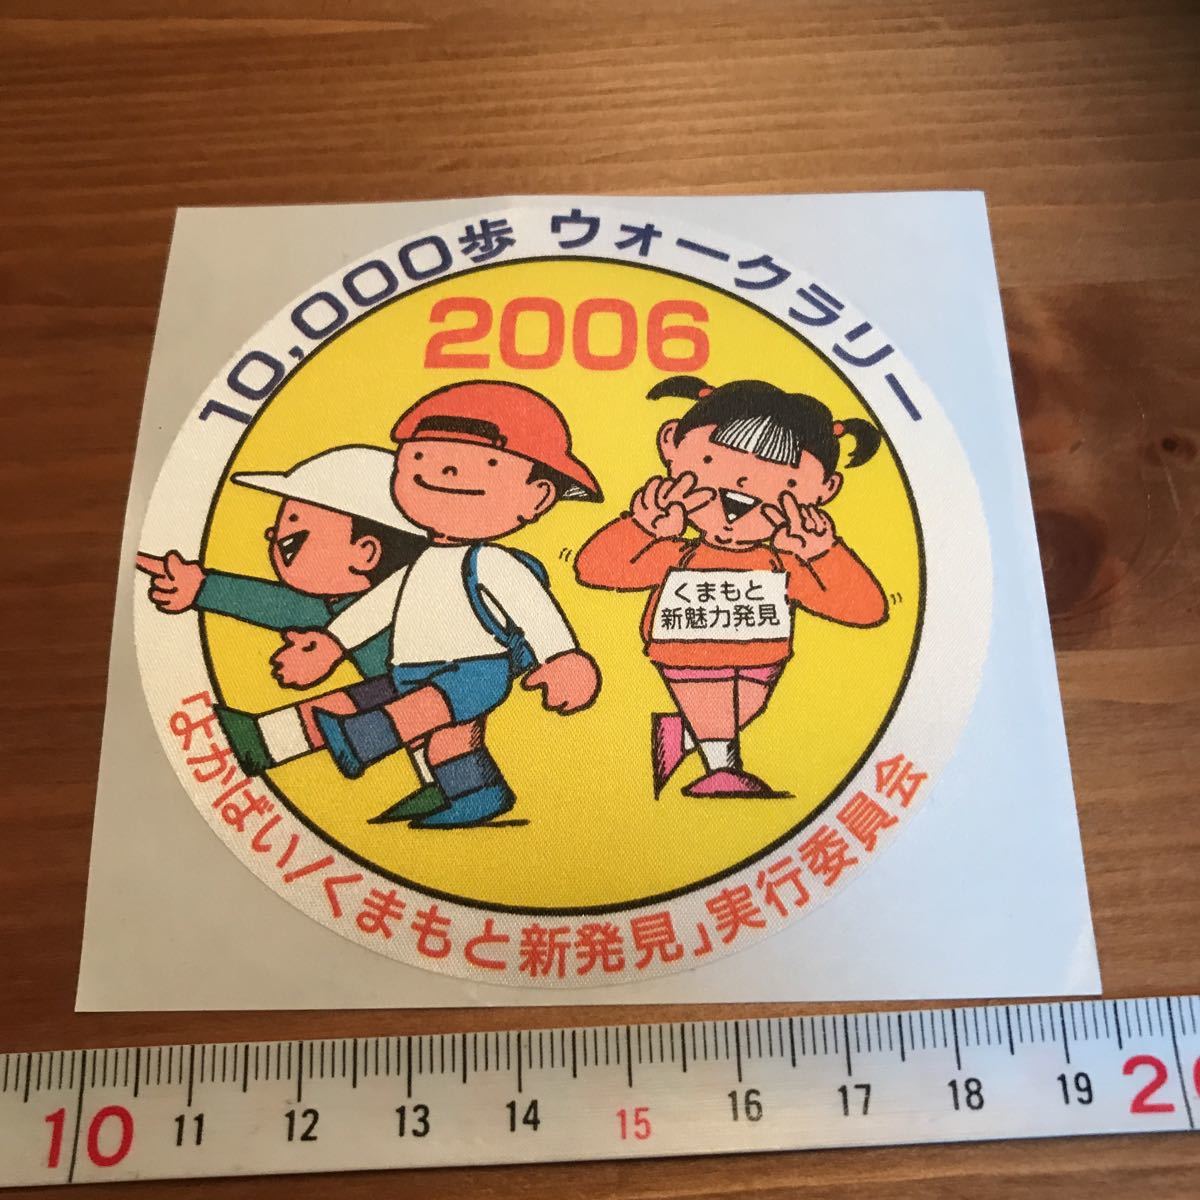 10,000歩 ウォークラリー
2006
くまもと
新魅力発見
「よかばい!くまもと新発見」実行委員会
10 11 12 13 14 15 16 17 18 19 2